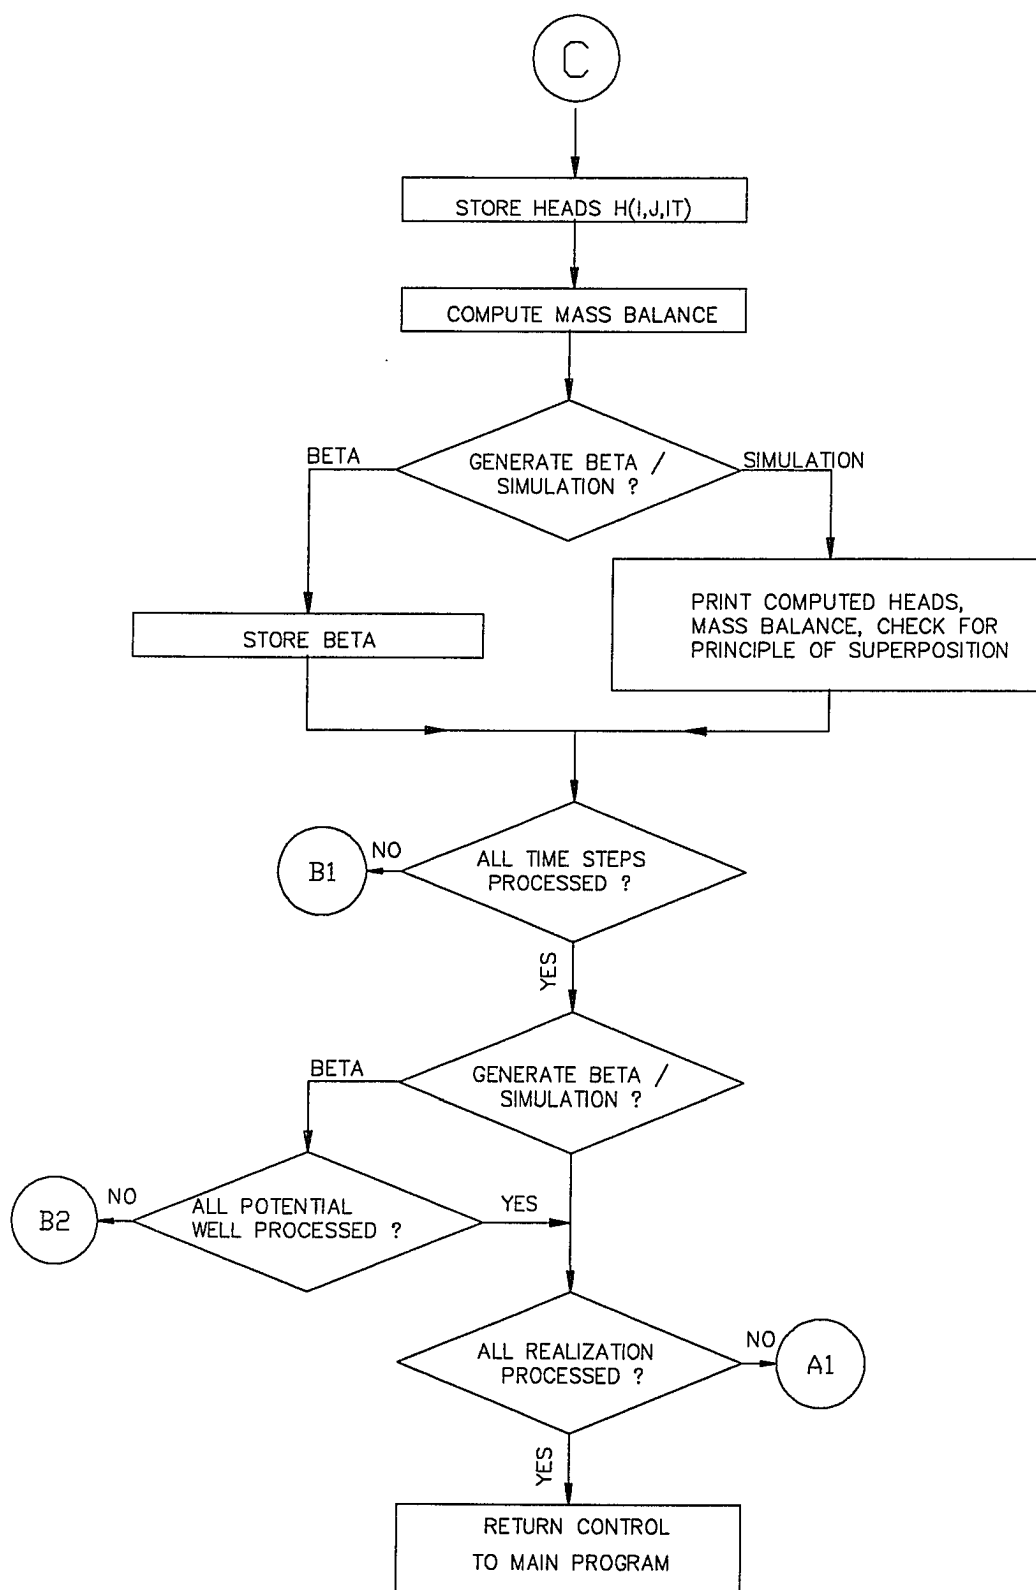 C
STORE HEADS H(I,J,IT)
COMPUTE MASS BALANCE
BETA
GENERATE BETA /
SIMULATION ?
SIMULATION
STORE BETA
PRINT COMPUTED HEADS,
MASS BALANCE, CHECK FOR
PRINCIPLE OF SUPERPOSITION
B1
NO
ALL TIME STEPS
PROCESSED ?
YES
BETA
GENERATE BETA /
SIMULATION ?
B2
NO
ALL POTENTIAL
WELL PROCESSED ?
YES
ALL REALIZATION
PROCESSED ?
NO
A1
YES
RETURN CONTROL
TO MAIN PROGRAM